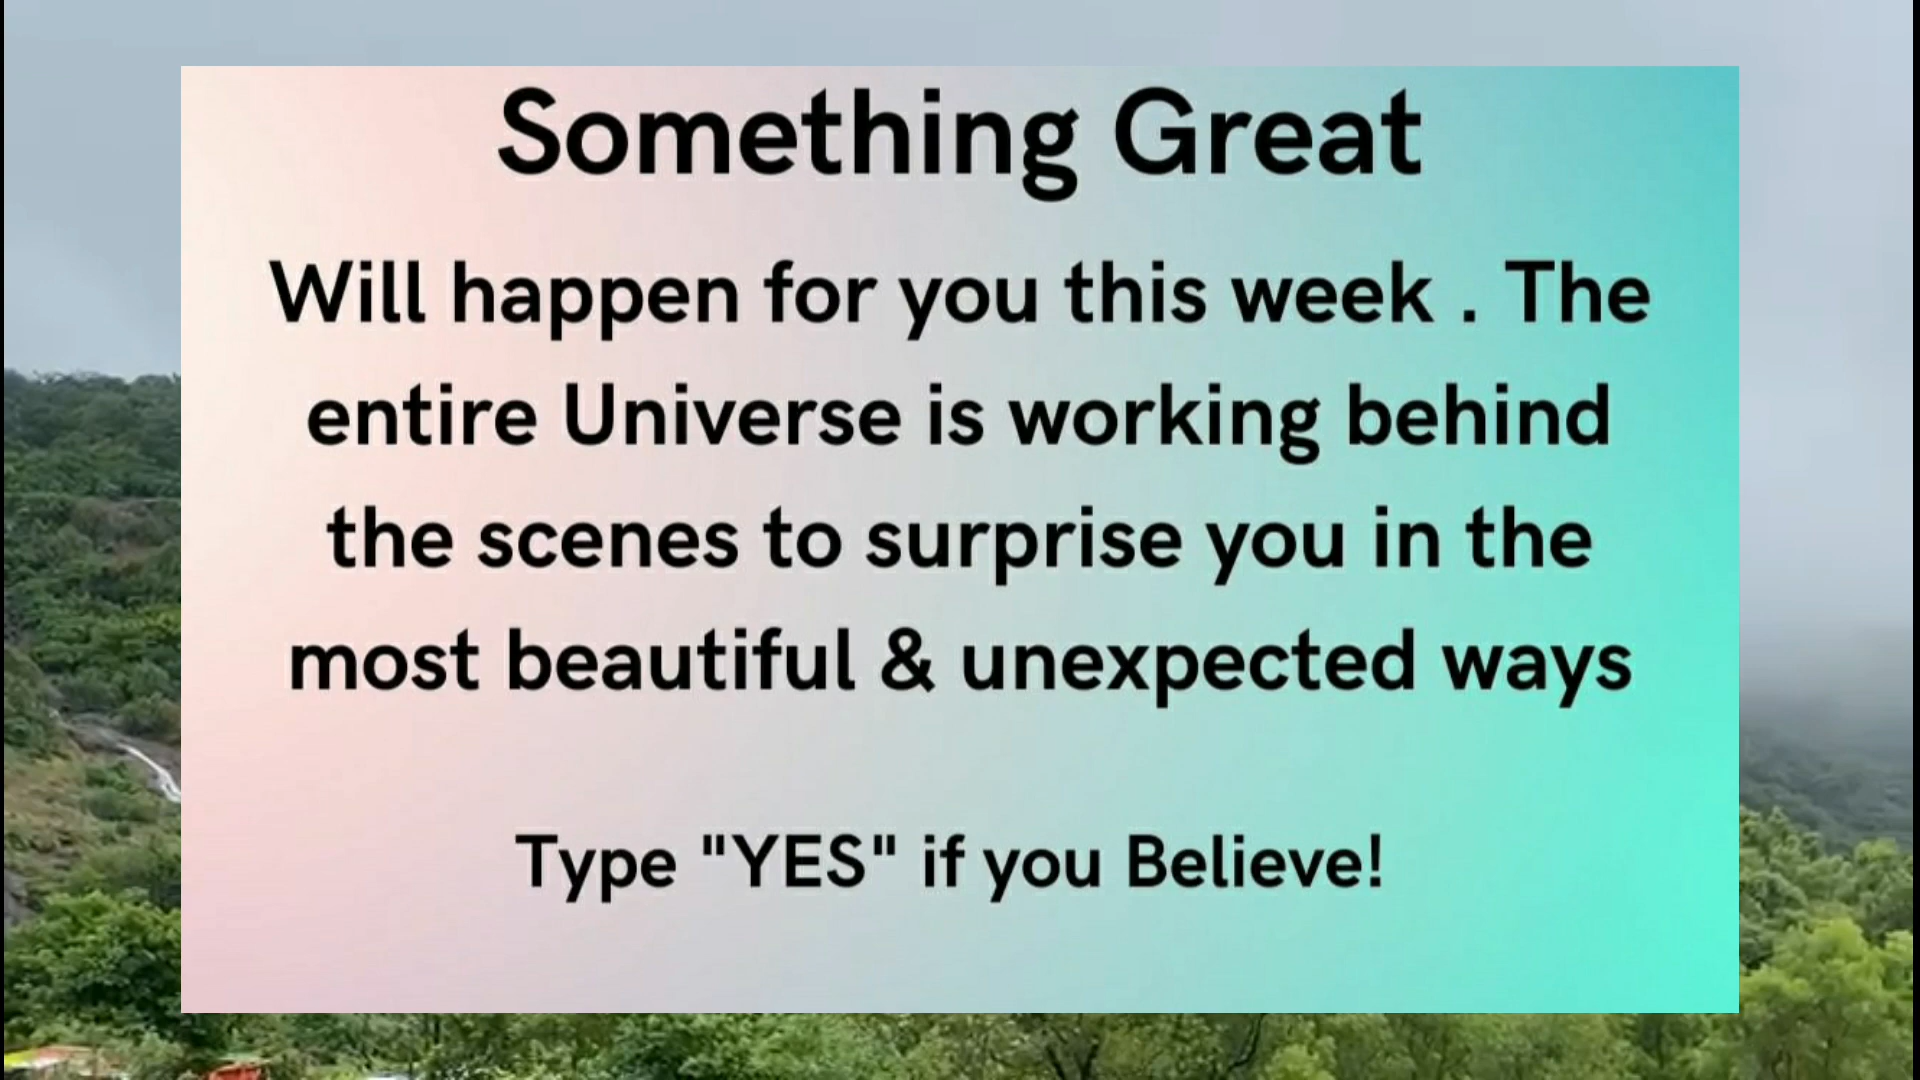 Something Great
Will happen for you this week . The
entire Universe is working behind
the scenes to surprise you in the
most beautiful & unexpected ways
Type "YES" if you Believe!